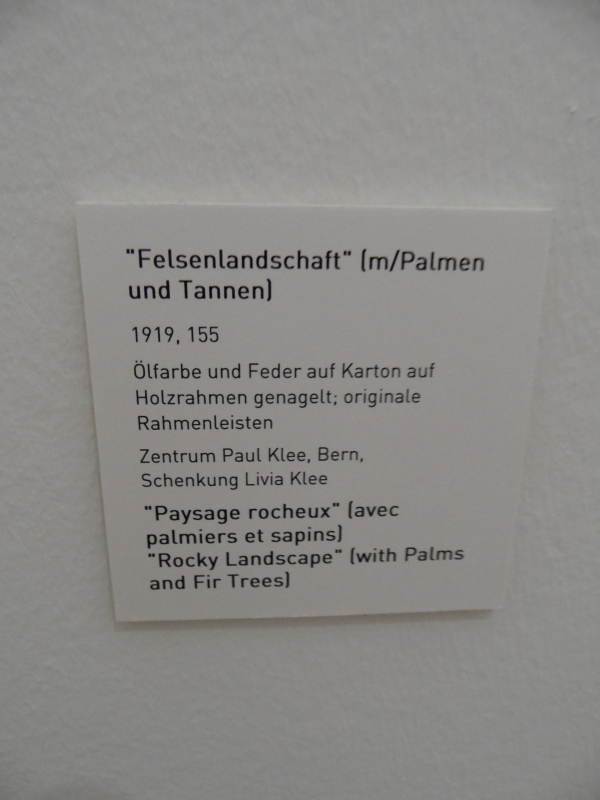 "Felsenlandschaft" (m/Palmen
und Tannen)
1919, 155
Ölfarbe und Feder auf Karton auf
Holzrahmen genagelt; originale
Rahmenleisten
Zentrum Paul Klee, Bern,
Schenkung Livia Klee
"Paysage rocheux" (avec
palmiers et sapins)
"Rocky Landscape" (with Palms
and Fir Trees)